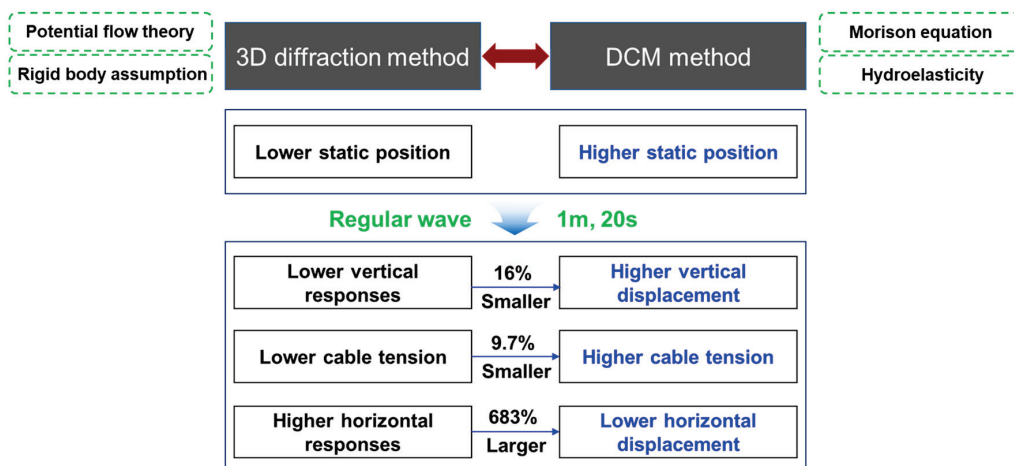 Potential flow theory
Rigid body assumption
3D diffraction method
DCM method
Morison equation
Hydroelasticity
Lower static position
Higher static position
Regular wave
1m, 20s
Lower vertical
responses
16%
Smaller
Higher vertical
displacement
Lower cable tension
9.7%
Smaller
Higher cable tension
Higher horizontal
responses
683%
Larger
Lower horizontal
displacement